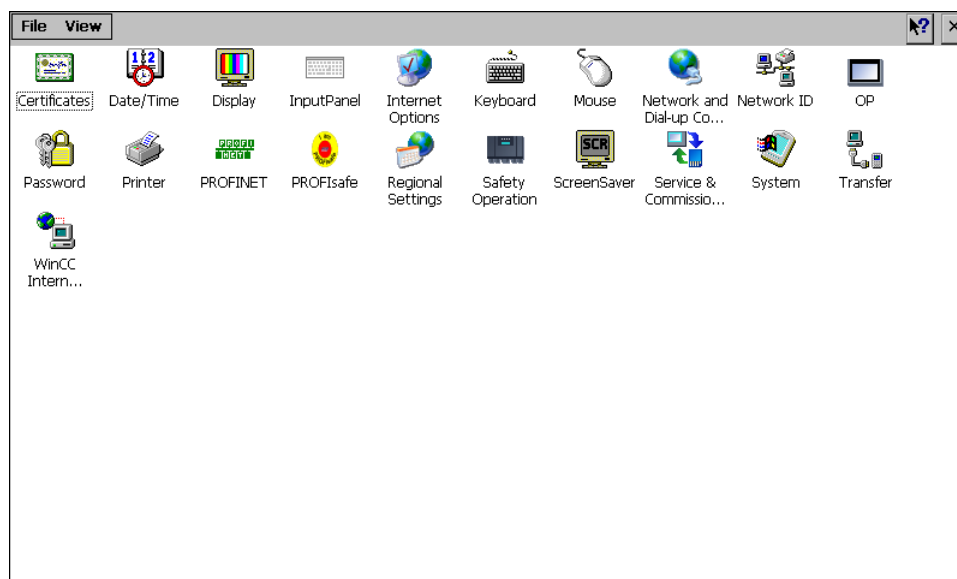 File View
Certificates Date/Time Display InputPanel Internet Options Keyboard Mouse Network and Dial-up Co... Network ID OP
Password Printer PROFINET PROFIsafe Regional Settings Safety Operation ScreenSaver Service & Commissio... System Transfer
WinCC Intern...